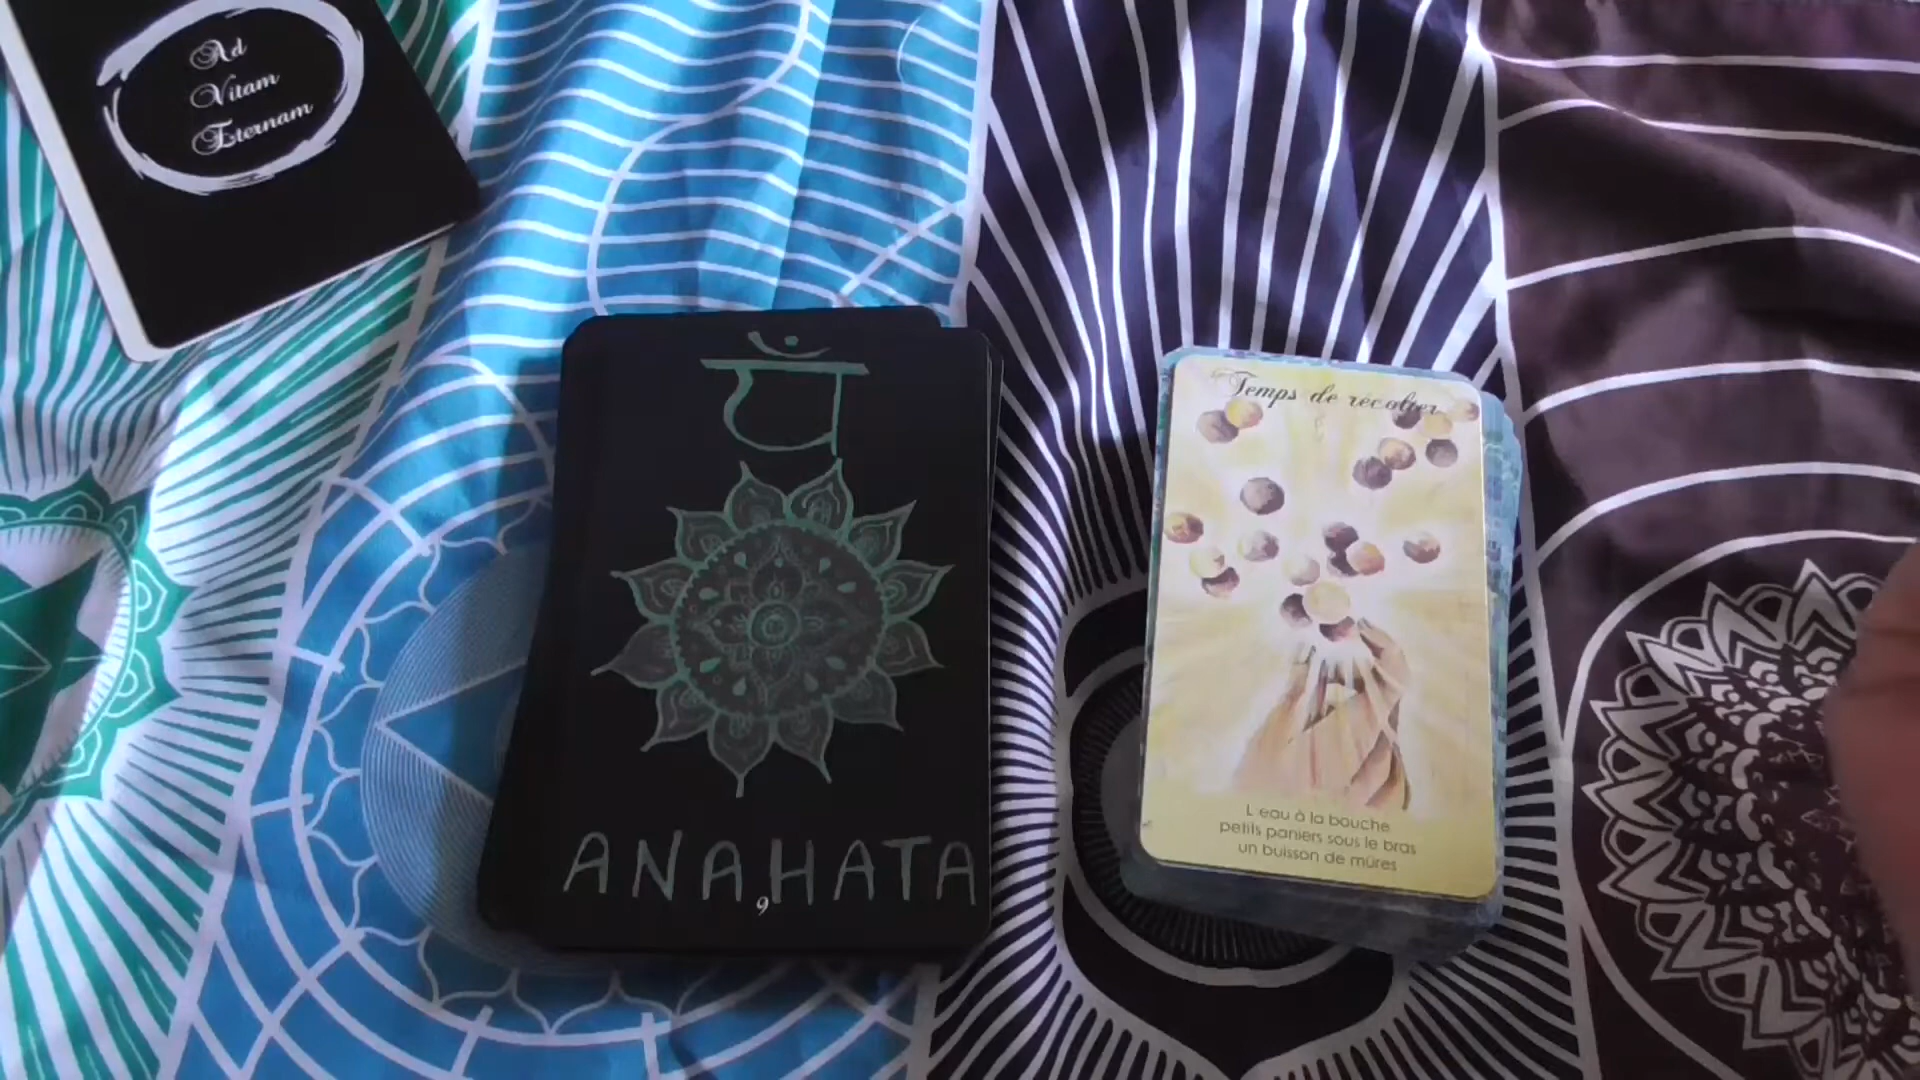 Ad
Vitam
Eternam
यं
ANAHATA
9
Temps de récolter
L eau à la bouche
petits paniers sous le bras
un buisson de mûres